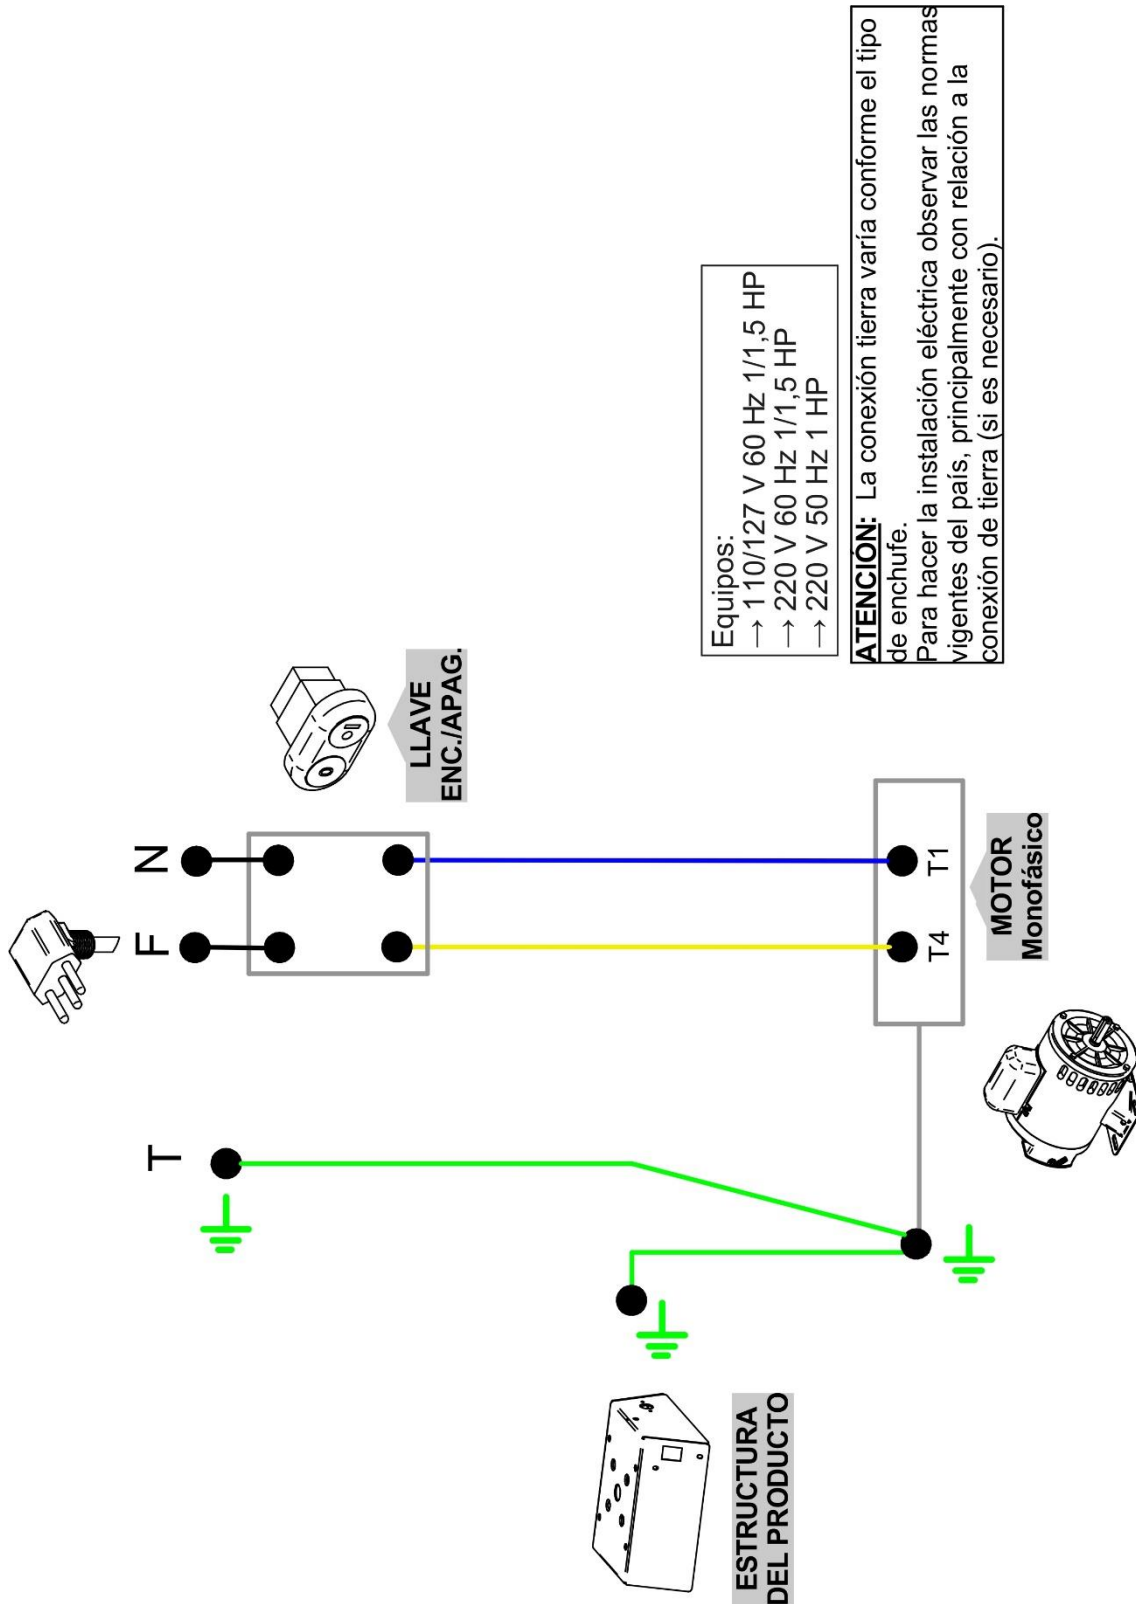 T
F
N
LLAVE
ENC./APAG.
ESTRUCTURA
DEL PRODUCTO
T4
T1
MOTOR
Monofásico
Equipos:
→ 110/127 V 60 Hz 1/1,5 HP
→ 220 V 60 Hz 1/1,5 HP
→ 220 V 50 Hz 1 HP
ATENCIÓN: La conexión tierra varía conforme el tipo
de enchufe.
Para hacer la instalación eléctrica observar las normas
vigentes del país, principalmente con relación a la
conexión de tierra (si es necesario).